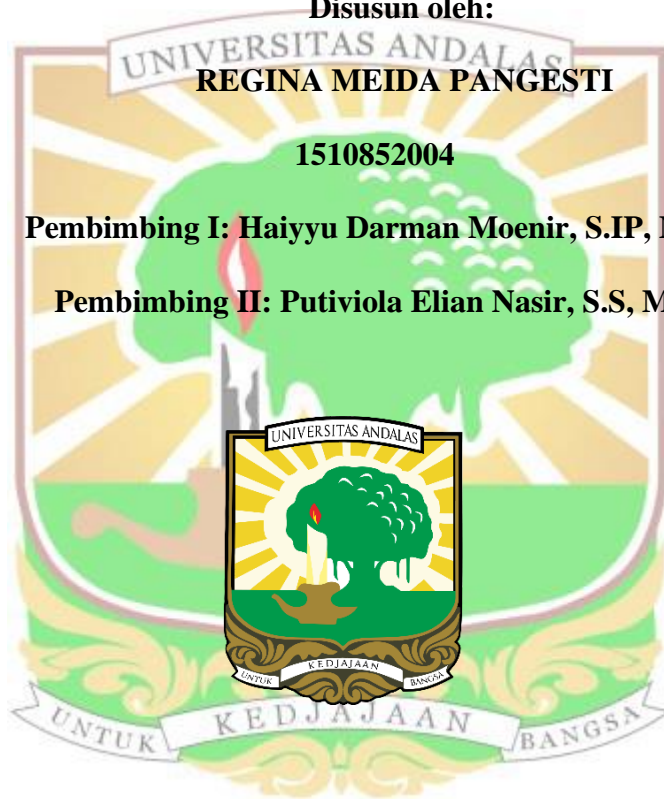 Disusun oleh:
UNIVERSITAS ANDALAS
REGINA MEIDA PANGESTI
1510852004
Pembimbing I: Haiyyu Darman Moenir, S.IP,
Pembimbing II: Putiviola Elian Nasir, S.S,
UNIVERSITAS ANDALAS
UNTUK KEDJAJAAN BANGSA
UNTUK KEDJAJAAN BANGSA